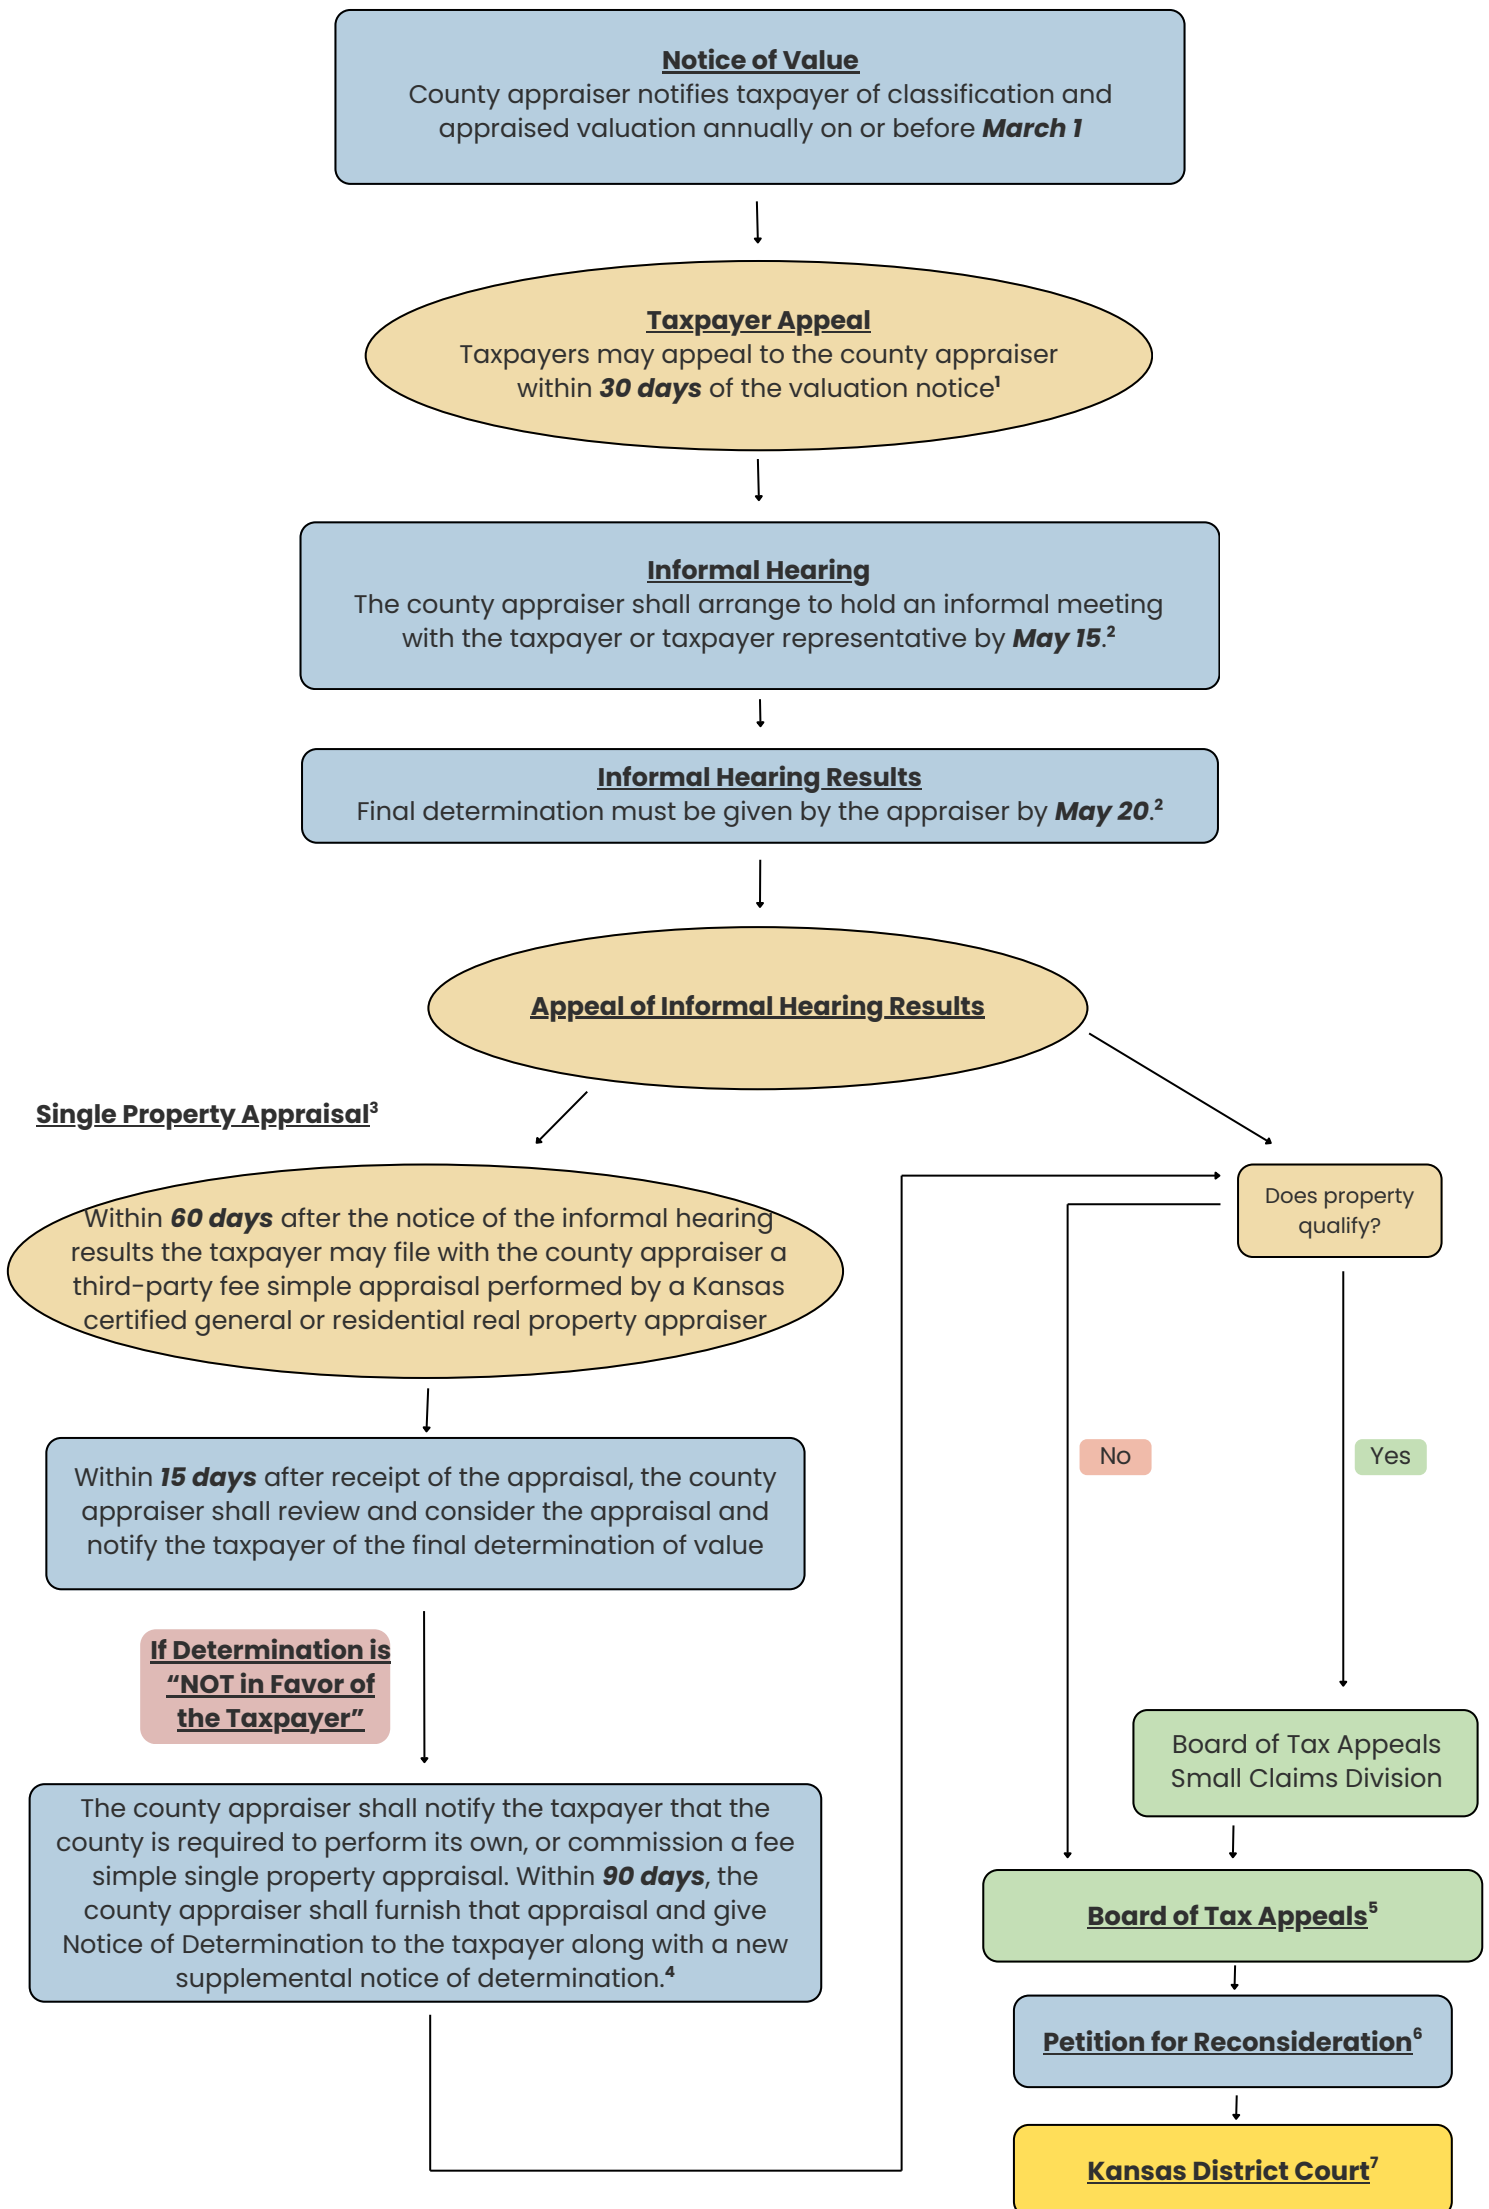 Notice of Value
County appraiser notifies taxpayer of classification and
appraised valuation annually on or before March 1
Taxpayer Appeal
Taxpayers may appeal to the county appraiser
within 30 days of the valuation notice¹
Informal Hearing
The county appraiser shall arrange to hold an informal meeting
with the taxpayer or taxpayer representative by May 15.²
Informal Hearing Results
Final determination must be given by the appraiser by May 20.²
Appeal of Informal Hearing Results
Single Property Appraisal³
Within 60 days after the notice of the informal hearing
results the taxpayer may file with the county appraiser a
third-party fee simple appraisal performed by a Kansas
certified general or residential real property appraiser
Within 15 days after receipt of the appraisal, the county
appraiser shall review and consider the appraisal and
notify the taxpayer of the final determination of value
If Determination is
“NOT in Favor of
the Taxpayer”
The county appraiser shall notify the taxpayer that the
county is required to perform its own, or commission a fee
simple single property appraisal. Within 90 days, the
county appraiser shall furnish that appraisal and give
Notice of Determination to the taxpayer along with a new
supplemental notice of determination.⁴
Does property
qualify?
No
Yes
Board of Tax Appeals
Small Claims Division
Board of Tax Appeals⁵
Petition for Reconsideration⁶
Kansas District Court⁷